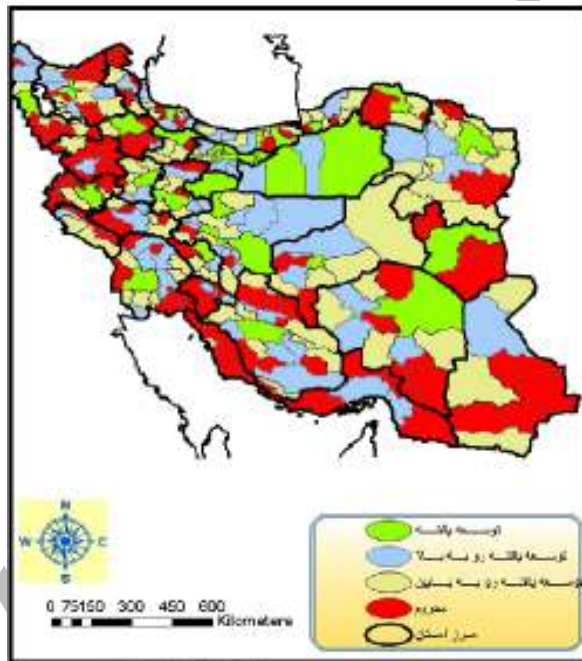 N
W E
S
0 75150 300 450 600
Kilometers
توسعه یافته
توسعه یافته رو به بالا
توسعه یافته رو به پایین
محروم
مرز استان